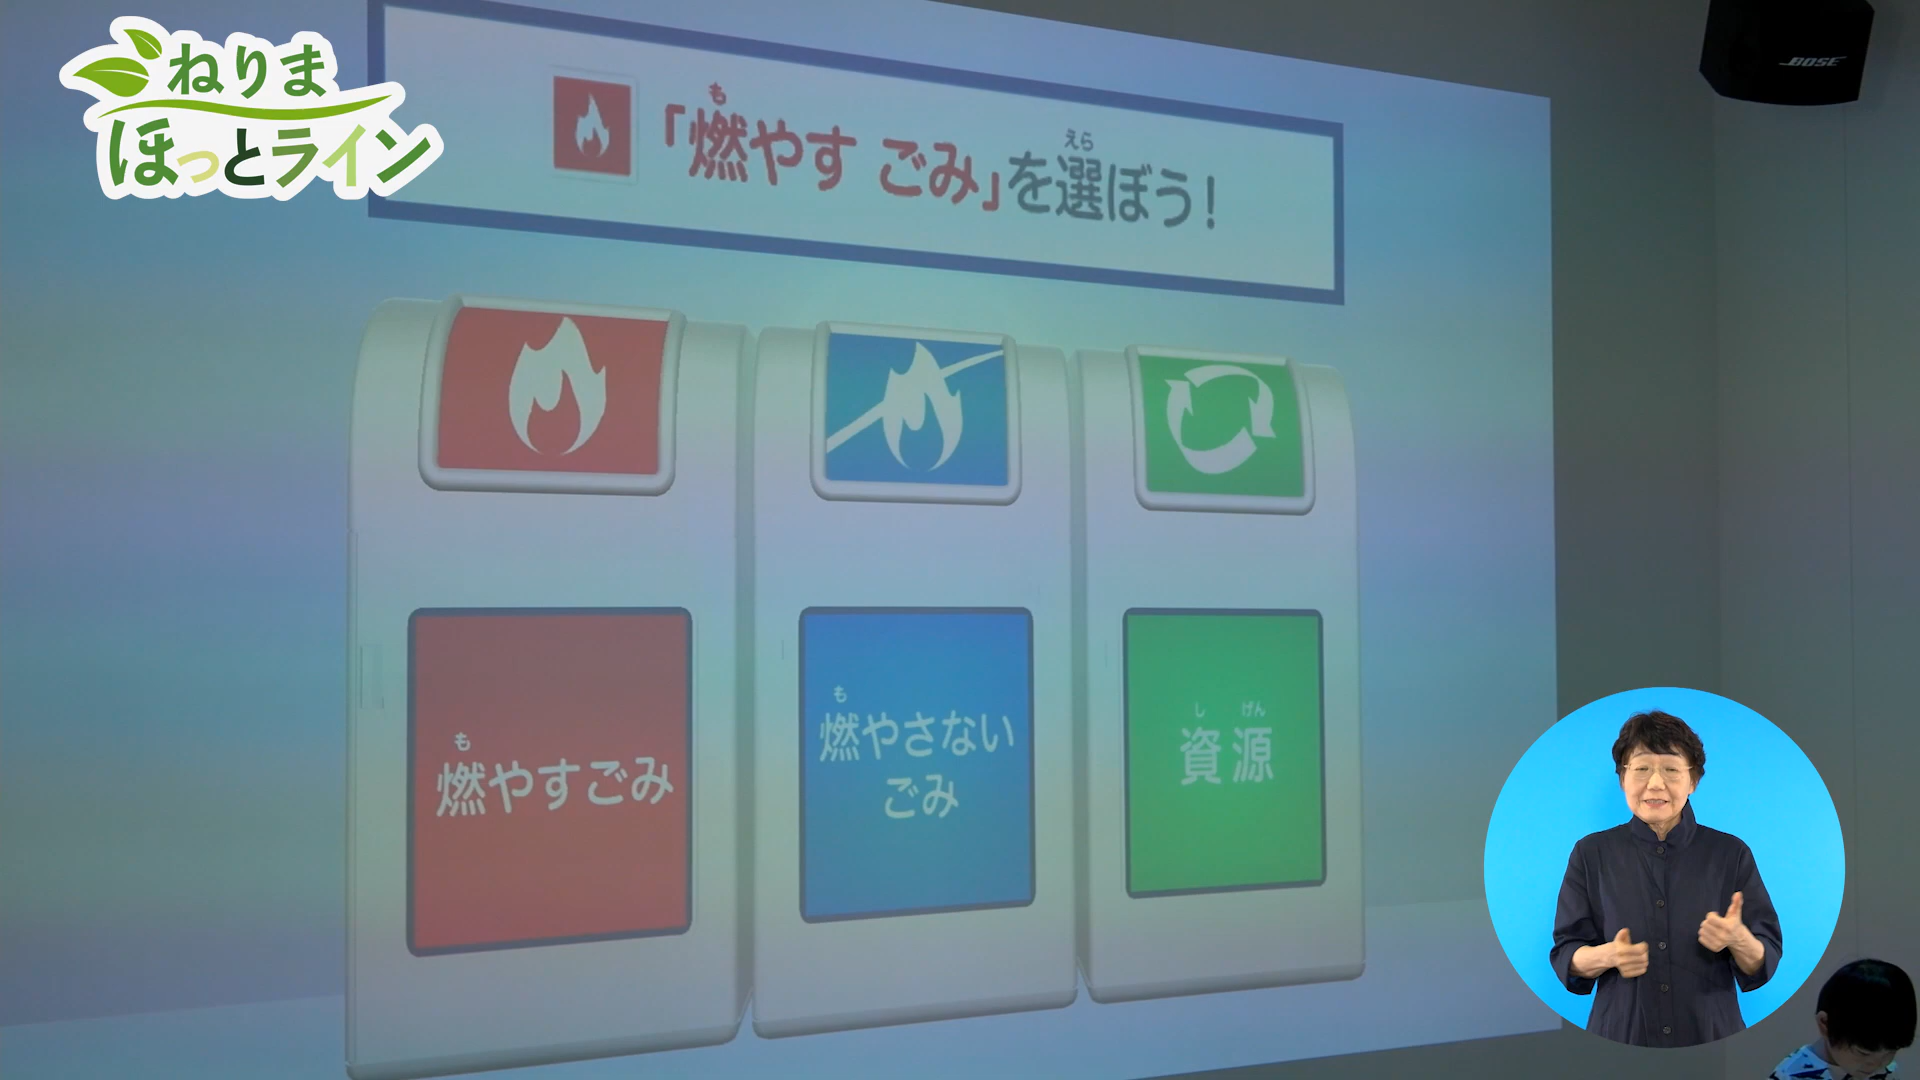 ねりま
ほっとライン
BOSE
も
えら
「燃やす ごみ」を選ぼう!
も
燃やすごみ
も
燃やさない
ごみ
し げん
資源